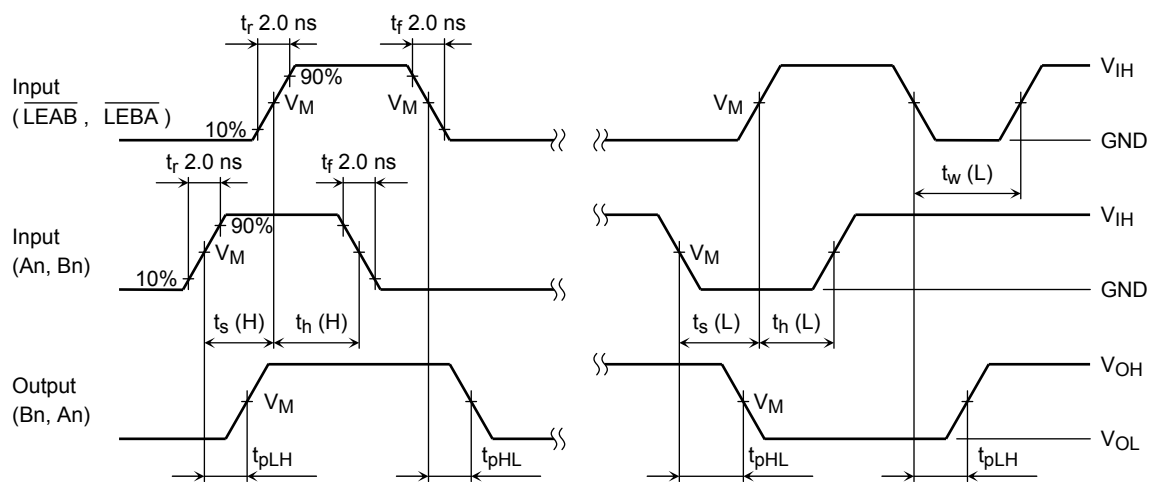 tr 2.0 ns
tf 2.0 ns
Input
(LEAB, LEBA)
90%
VM
VM
10%
VM
VIH
GND
tw (L)
tr 2.0 ns
tf 2.0 ns
Input
(An, Bn)
90%
VM
10%
VM
VIH
GND
ts (H)
th (H)
ts (L)
th (L)
Output
(Bn, An)
VM
VM
VOH
VOL
tpLH
tpHL
tpHL
tpLH